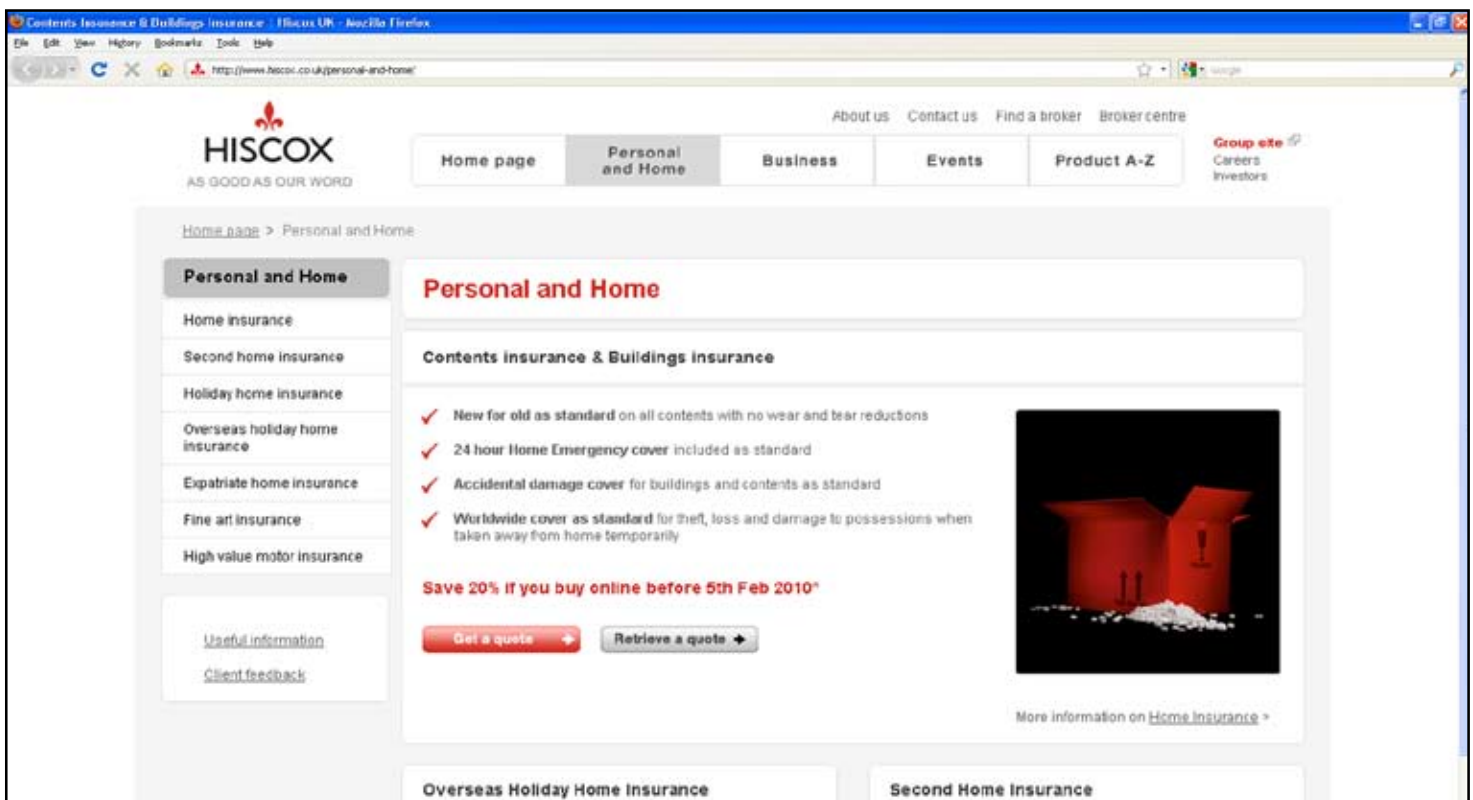 Contents Insurance & Buildings Insurance | Hiscox UK - Mozilla Firefox
File Edit View History Bookmarks Tools Help
http://www.hiscox.co.uk/personal-and-home/
Google
About us Contact us Find a broker Broker centre
HISCOX
AS GOOD AS OUR WORD
Home page
Personal
and Home
Business
Events
Product A-Z
Group site
Careers
Investors
Home page > Personal and Home
Personal and Home
Home insurance
Second home insurance
Holiday home insurance
Overseas holiday home
insurance
Expatriate home insurance
Fine art insurance
High value motor insurance
Useful information
Client feedback
Personal and Home
Contents insurance & Buildings insurance
New for old as standard on all contents with no wear and tear reductions
24 hour Home Emergency cover included as standard
Accidental damage cover for buildings and contents as standard
Worldwide cover as standard for theft, loss and damage to possessions when
taken away from home temporarily
Save 20% if you buy online before 5th Feb 2010*
Get a quote
Retrieve a quote
More information on Home Insurance >
Overseas Holiday Home Insurance
Second Home Insurance